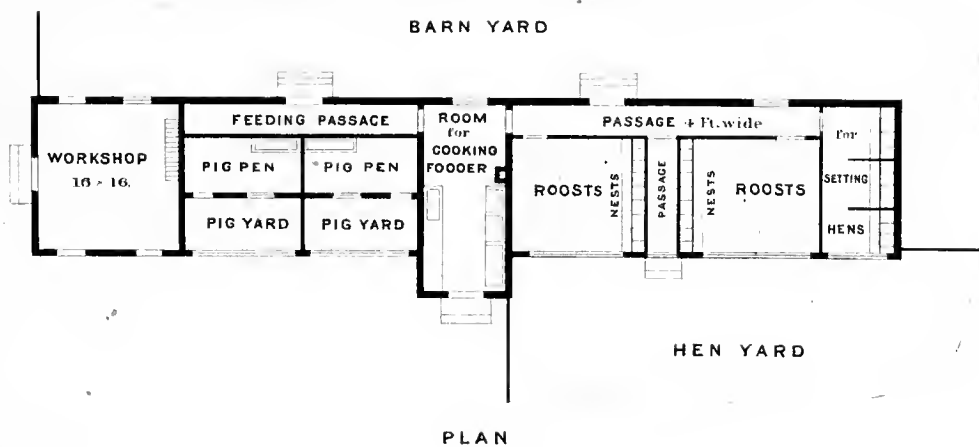 BARN YARD
WORKSHOP
16 × 16.
FEEDING PASSAGE
PIG PEN
PIG PEN
PIG YARD
PIG YARD
ROOM
for
COOKING
FOODER
PASSAGE 4 Ft. wide
ROOSTS
NESTS
PASSAGE
NESTS
ROOSTS
for
SETTING
HENS
HEN YARD
PLAN